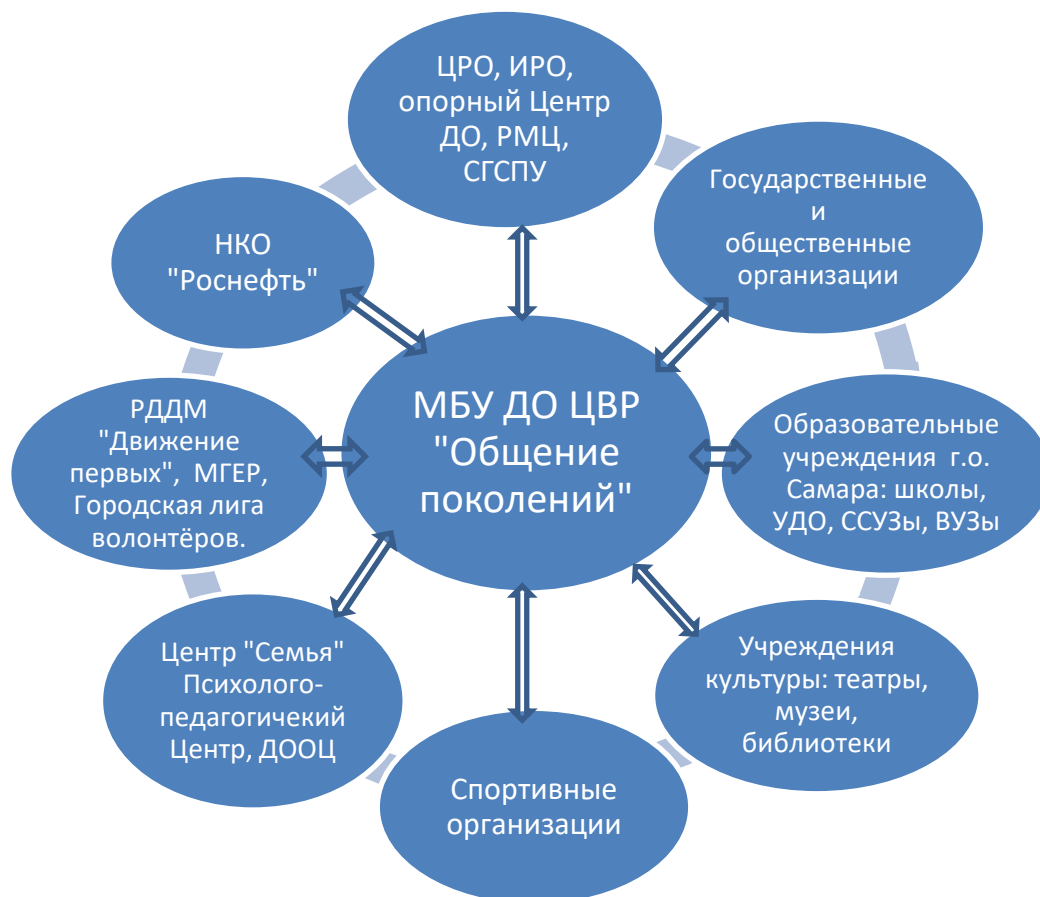 ЦРО, ИРО,
опорный Центр
ДО, РМЦ,
СГСПУ
Государственные
и
общественные
организации
НКО
"Роснефть"
МБУ ДО ЦВР
"Общение
поколений"
РДДМ
"Движение
первых",  МГЕР,
Городская лига
волонтёров.
Образовательные
учреждения  г.о.
Самара: школы,
УДО, ССУЗы, ВУЗы
Центр "Семья"
Психолого-
педагогичекий
Центр, ДООЦ
Учреждения
культуры: театры,
музеи,
библиотеки
Спортивные
организации